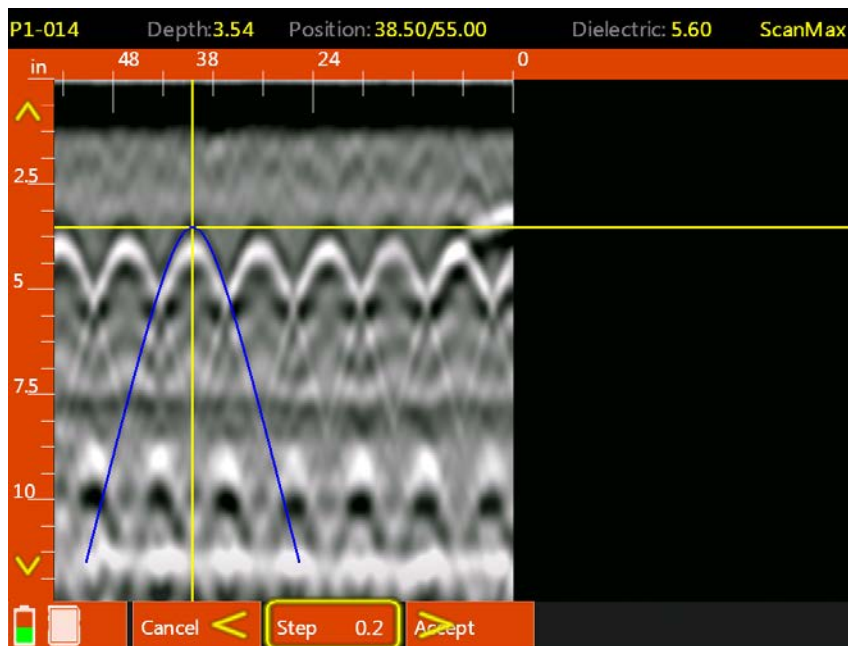 P1-014 Depth:3.54 Position: 38.50/55.00 Dielectric: 5.60 ScanMax
in 48 38 24 0
2.5
5
7.5
10
Cancel < Step 0.2 > Accept